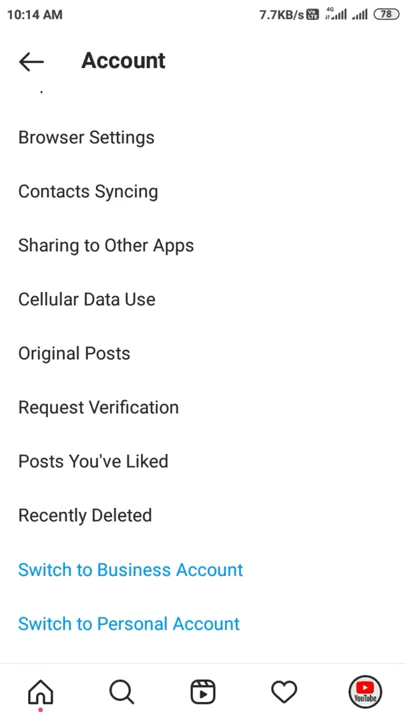 10:14 AM 7.7KB/s 4G 78
Account
Browser Settings
Contacts Syncing
Sharing to Other Apps
Cellular Data Use
Original Posts
Request Verification
Posts You've Liked
Recently Deleted
Switch to Business Account
Switch to Personal Account
YouTube